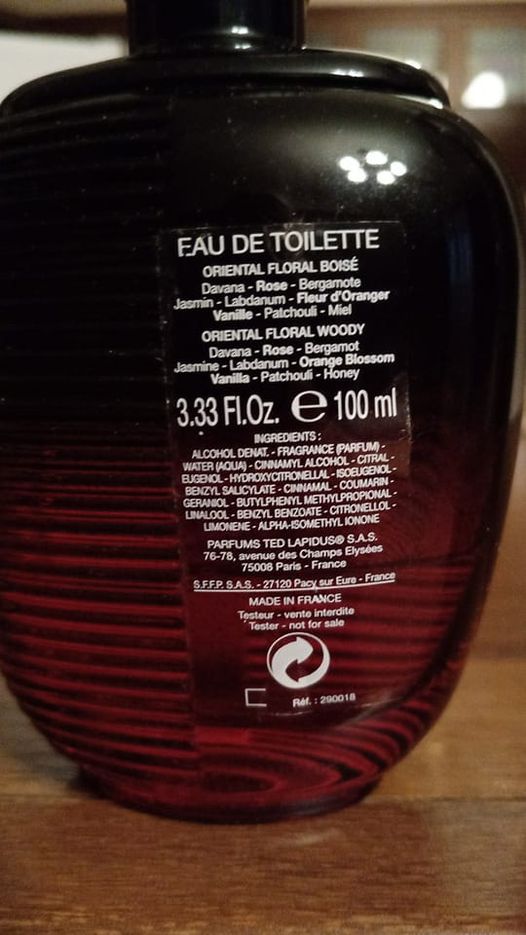 EAU DE TOILETTE
ORIENTAL FLORAL BOISÉ
Davana - Rose - Bergamote
Jasmin - Labdanum - Fleur d'Oranger
Vanille - Patchouli - Miel
ORIENTAL FLORAL WOODY
Davana - Rose - Bergamot
Jasmine - Labdanum - Orange Blossom
Vanilla - Patchouli - Honey
3.33 Fl.Oz. ℮ 100 ml
INGREDIENTS :
ALCOHOL DENAT. - FRAGRANCE (PARFUM) -
WATER (AQUA) - CINNAMYL ALCOHOL - CITRAL -
EUGENOL - HYDROXYCITRONELLAL - ISOEUGENOL -
BENZYL SALICYLATE - CINNAMAL - COUMARIN -
GERANIOL - BUTYLPHENYL METHYLPROPIONAL -
LINALOOL - BENZYL BENZOATE - CITRONELLOL -
LIMONENE - ALPHA-ISOMETHYL IONONE
PARFUMS TED LAPIDUS® S.A.S.
76-78, avenue des Champs Elysées
75008 Paris - France
S.F.F.P. S.A.S. - 27120 Pacy sur Eure - France
MADE IN FRANCE
Testeur - vente interdite
Tester - not for sale
Réf. : 290018